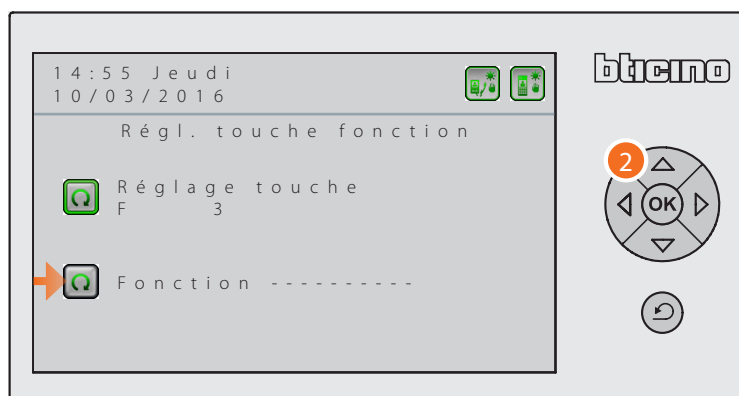 14:55 Jeudi
10/03/2016
bticino
Régl. touche fonction
Réglage touche
F 3
Fonction ----------
2
OK